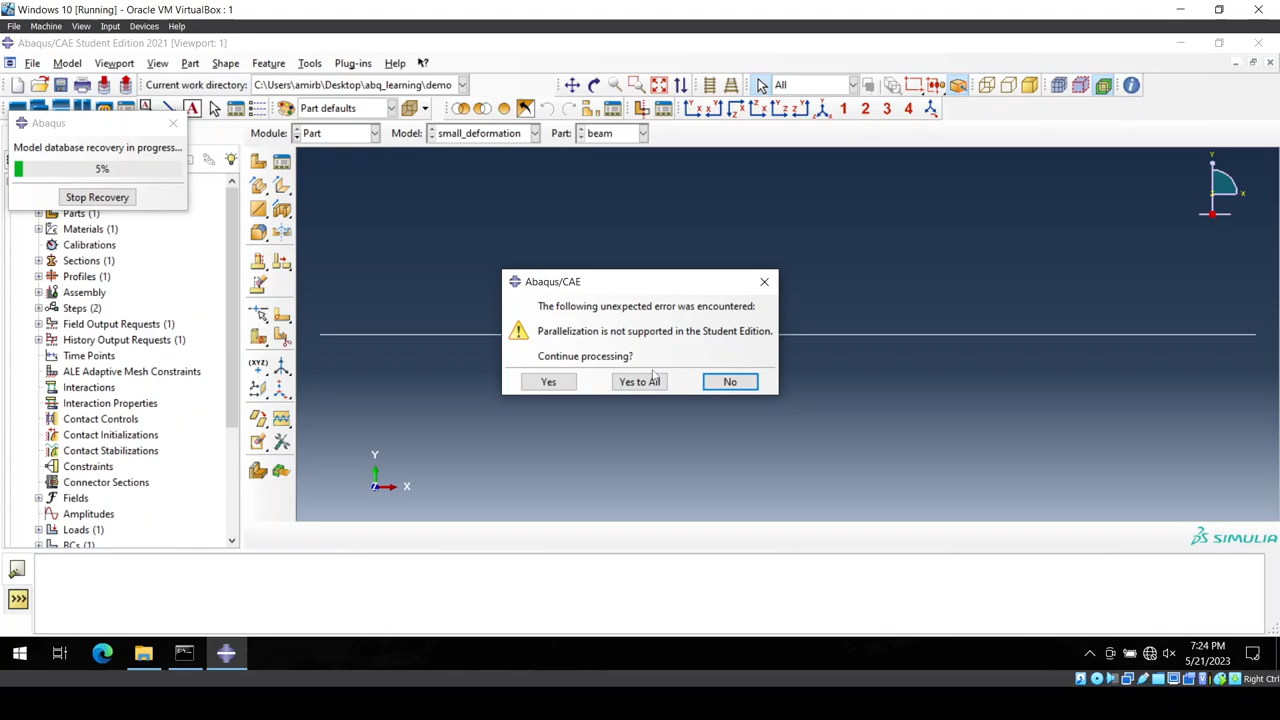 Windows 10 [Running] - Oracle VM VirtualBox : 1
File Machine View Input Devices Help
Abaqus/CAE Student Edition 2021 [Viewport: 1]
File Model Viewport View Part Shape Feature Tools Plug-ins Help
Current work directory: C:\Users\amirb\Desktop\abq_learning\demo
All
A
Part defaults
1 2 3 4
Abaqus
Module: Part Model: small_deformation Part: beam
Model database recovery in progress...
5%
Stop Recovery
Parts (1)
Materials (1)
Calibrations
Sections (1)
Profiles (1)
Assembly
Steps (2)
Field Output Requests (1)
History Output Requests (1)
Time Points
ALE Adaptive Mesh Constraints
Interactions
Interaction Properties
Contact Controls
Contact Initializations
Contact Stabilizations
Constraints
Connector Sections
Fields
Amplitudes
Loads (1)
BCs (1)
(XYZ)
Y
X
Abaqus/CAE
The following unexpected error was encountered:
Parallelization is not supported in the Student Edition.
Continue processing?
Yes Yes to All No
Y
Z X
SIMULIA
>>>
7:24 PM
5/21/2023
Right Ctrl